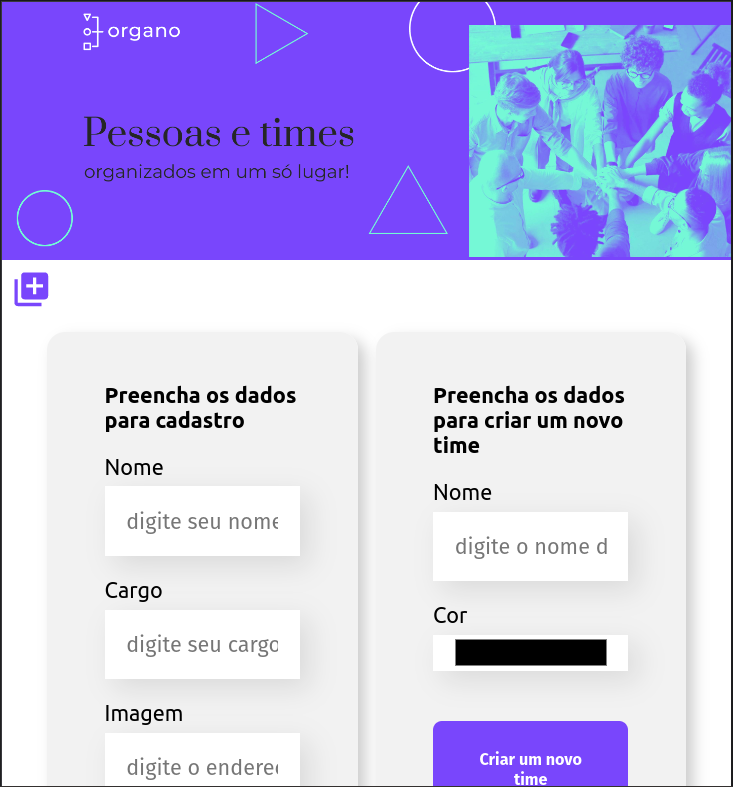 organo
Pessoas e times
organizados em um só lugar!
Preencha os dados
para cadastro
Nome
digite seu nome
Cargo
digite seu cargo
Imagem
digite o endere
Preencha os dados
para criar um novo
time
Nome
digite o nome d
Cor
Criar um novo
time